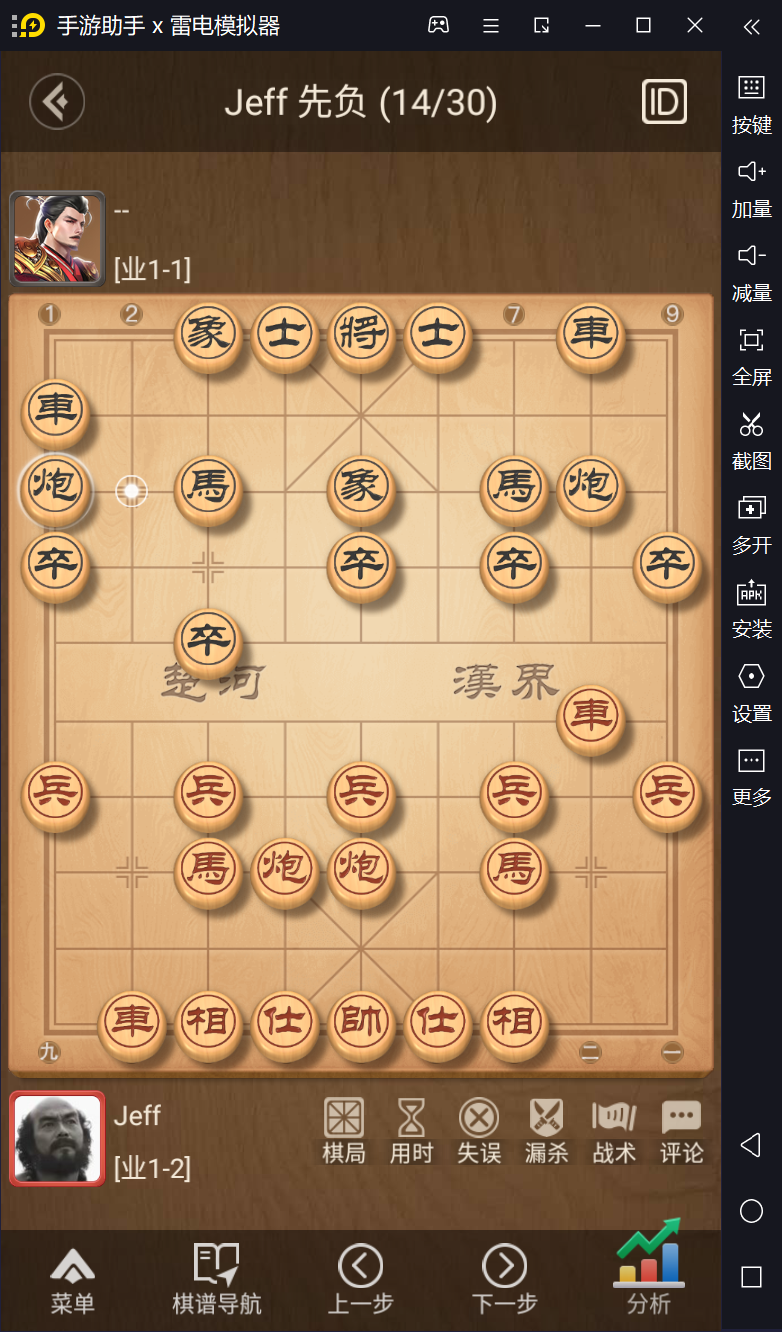 手游助手 x 雷电模拟器
Jeff 先负 (14/30)
ID
按键
加量
减量
全屏
截图
多开
APK
安装
设置
更多
--
[业1-1]
1 2 7 9
象 士 將 士 車
車
炮 馬 象 馬 炮
卒 卒 卒 卒
卒
楚河 漢界
車
兵 兵 兵 兵 兵
馬 炮 炮 馬
車 相 仕 帥 仕 相
九 二 一
Jeff
[业1-2]
棋局 用时 失误 漏杀 战术 评论
菜单 棋谱导航 上一步 下一步 分析